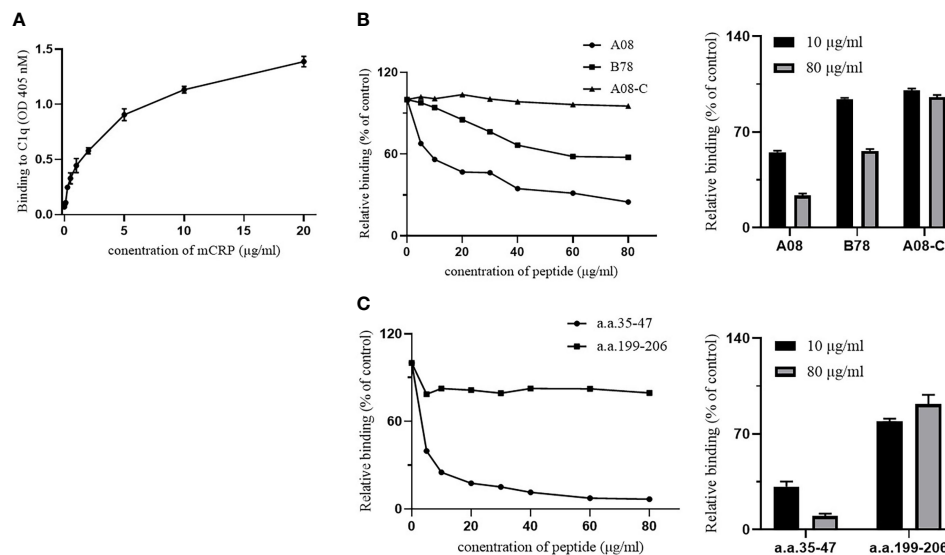 A
Binding to C1q (OD 405 nM)
1.5
1.0
0.5
0.0
0
5
10
15
20
conentration of mCRP (µg/ml)
B
A08
B78
A08-C
Relative binding (% of control)
120
60
0
0
20
40
60
80
conentration of peptide (µg/ml)
10 µg/ml
80 µg/ml
Relative binding (% of control)
140
70
0
A08
B78
A08-C
C
a.a.35-47
a.a.199-206
Relative binding (% of control)
120
60
0
0
20
40
60
80
conentration of peptide (µg/ml)
10 µg/ml
80 µg/ml
Relative binding (% of control)
140
70
0
a.a.35-47
a.a.199-206